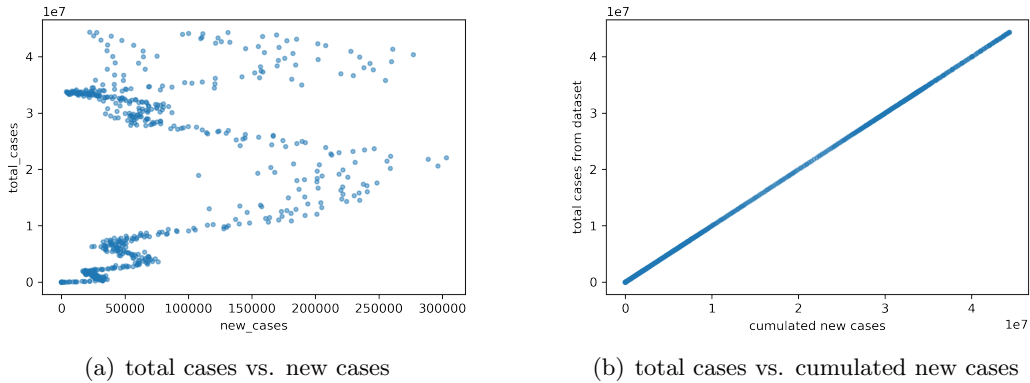 1e7
4
3
2
1
0
total_cases
0 50000 100000 150000 200000 250000 300000
new_cases
(a) total cases vs. new cases
1e7
4
3
2
1
0
total cases from dataset
0 1 2 3 4
1e7
cumulated new cases
(b) total cases vs. cumulated new cases